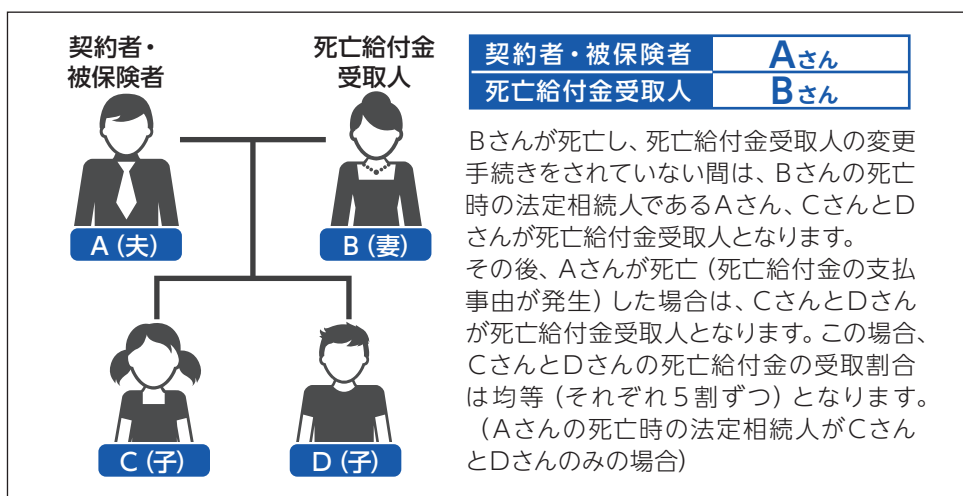 契約者・
被保険者
死亡給付金
受取人
A（夫）
B（妻）
C（子）
D（子）
契約者・被保険者 Aさん
死亡給付金受取人 Bさん
Bさんが死亡し、死亡給付金受取人の変更
手続きをされていない間は、Bさんの死亡
時の法定相続人であるAさん、CさんとD
さんが死亡給付金受取人となります。
その後、Aさんが死亡（死亡給付金の支払
事由が発生）した場合は、CさんとDさん
が死亡給付金受取人となります。この場合、
CさんとDさんの死亡給付金の受取割合
は均等（それぞれ5割ずつ）となります。
（Aさんの死亡時の法定相続人がCさん
とDさんのみの場合）